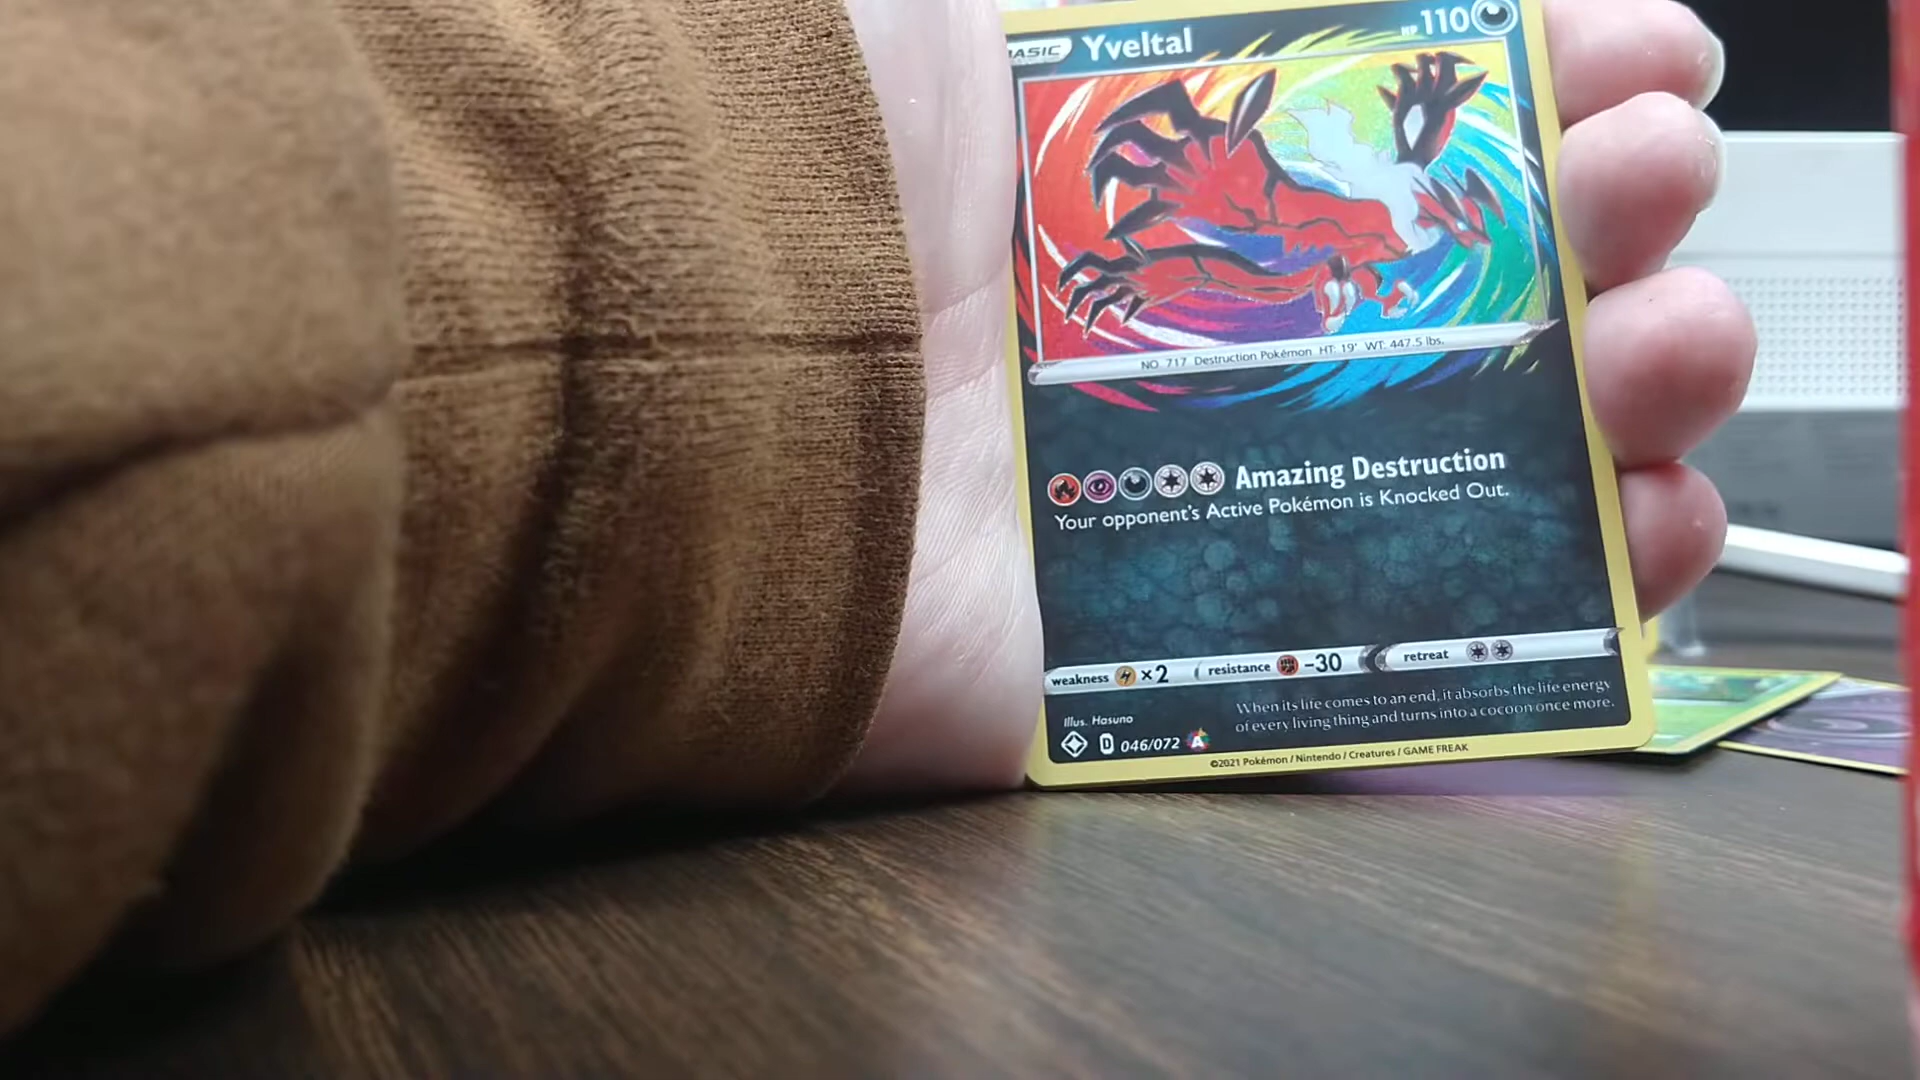 BASIC Yveltal HP 110
NO. 717 Destruction Pokémon HT: 19' WT: 447.5 lbs.
Amazing Destruction
Your opponent's Active Pokémon is Knocked Out.
weakness ×2 resistance -30 retreat
When its life comes to an end, it absorbs the life energy
of every living thing and turns into a cocoon once more.
Illus. Hasuno
D 046/072 A
©2021 Pokémon / Nintendo / Creatures / GAME FREAK